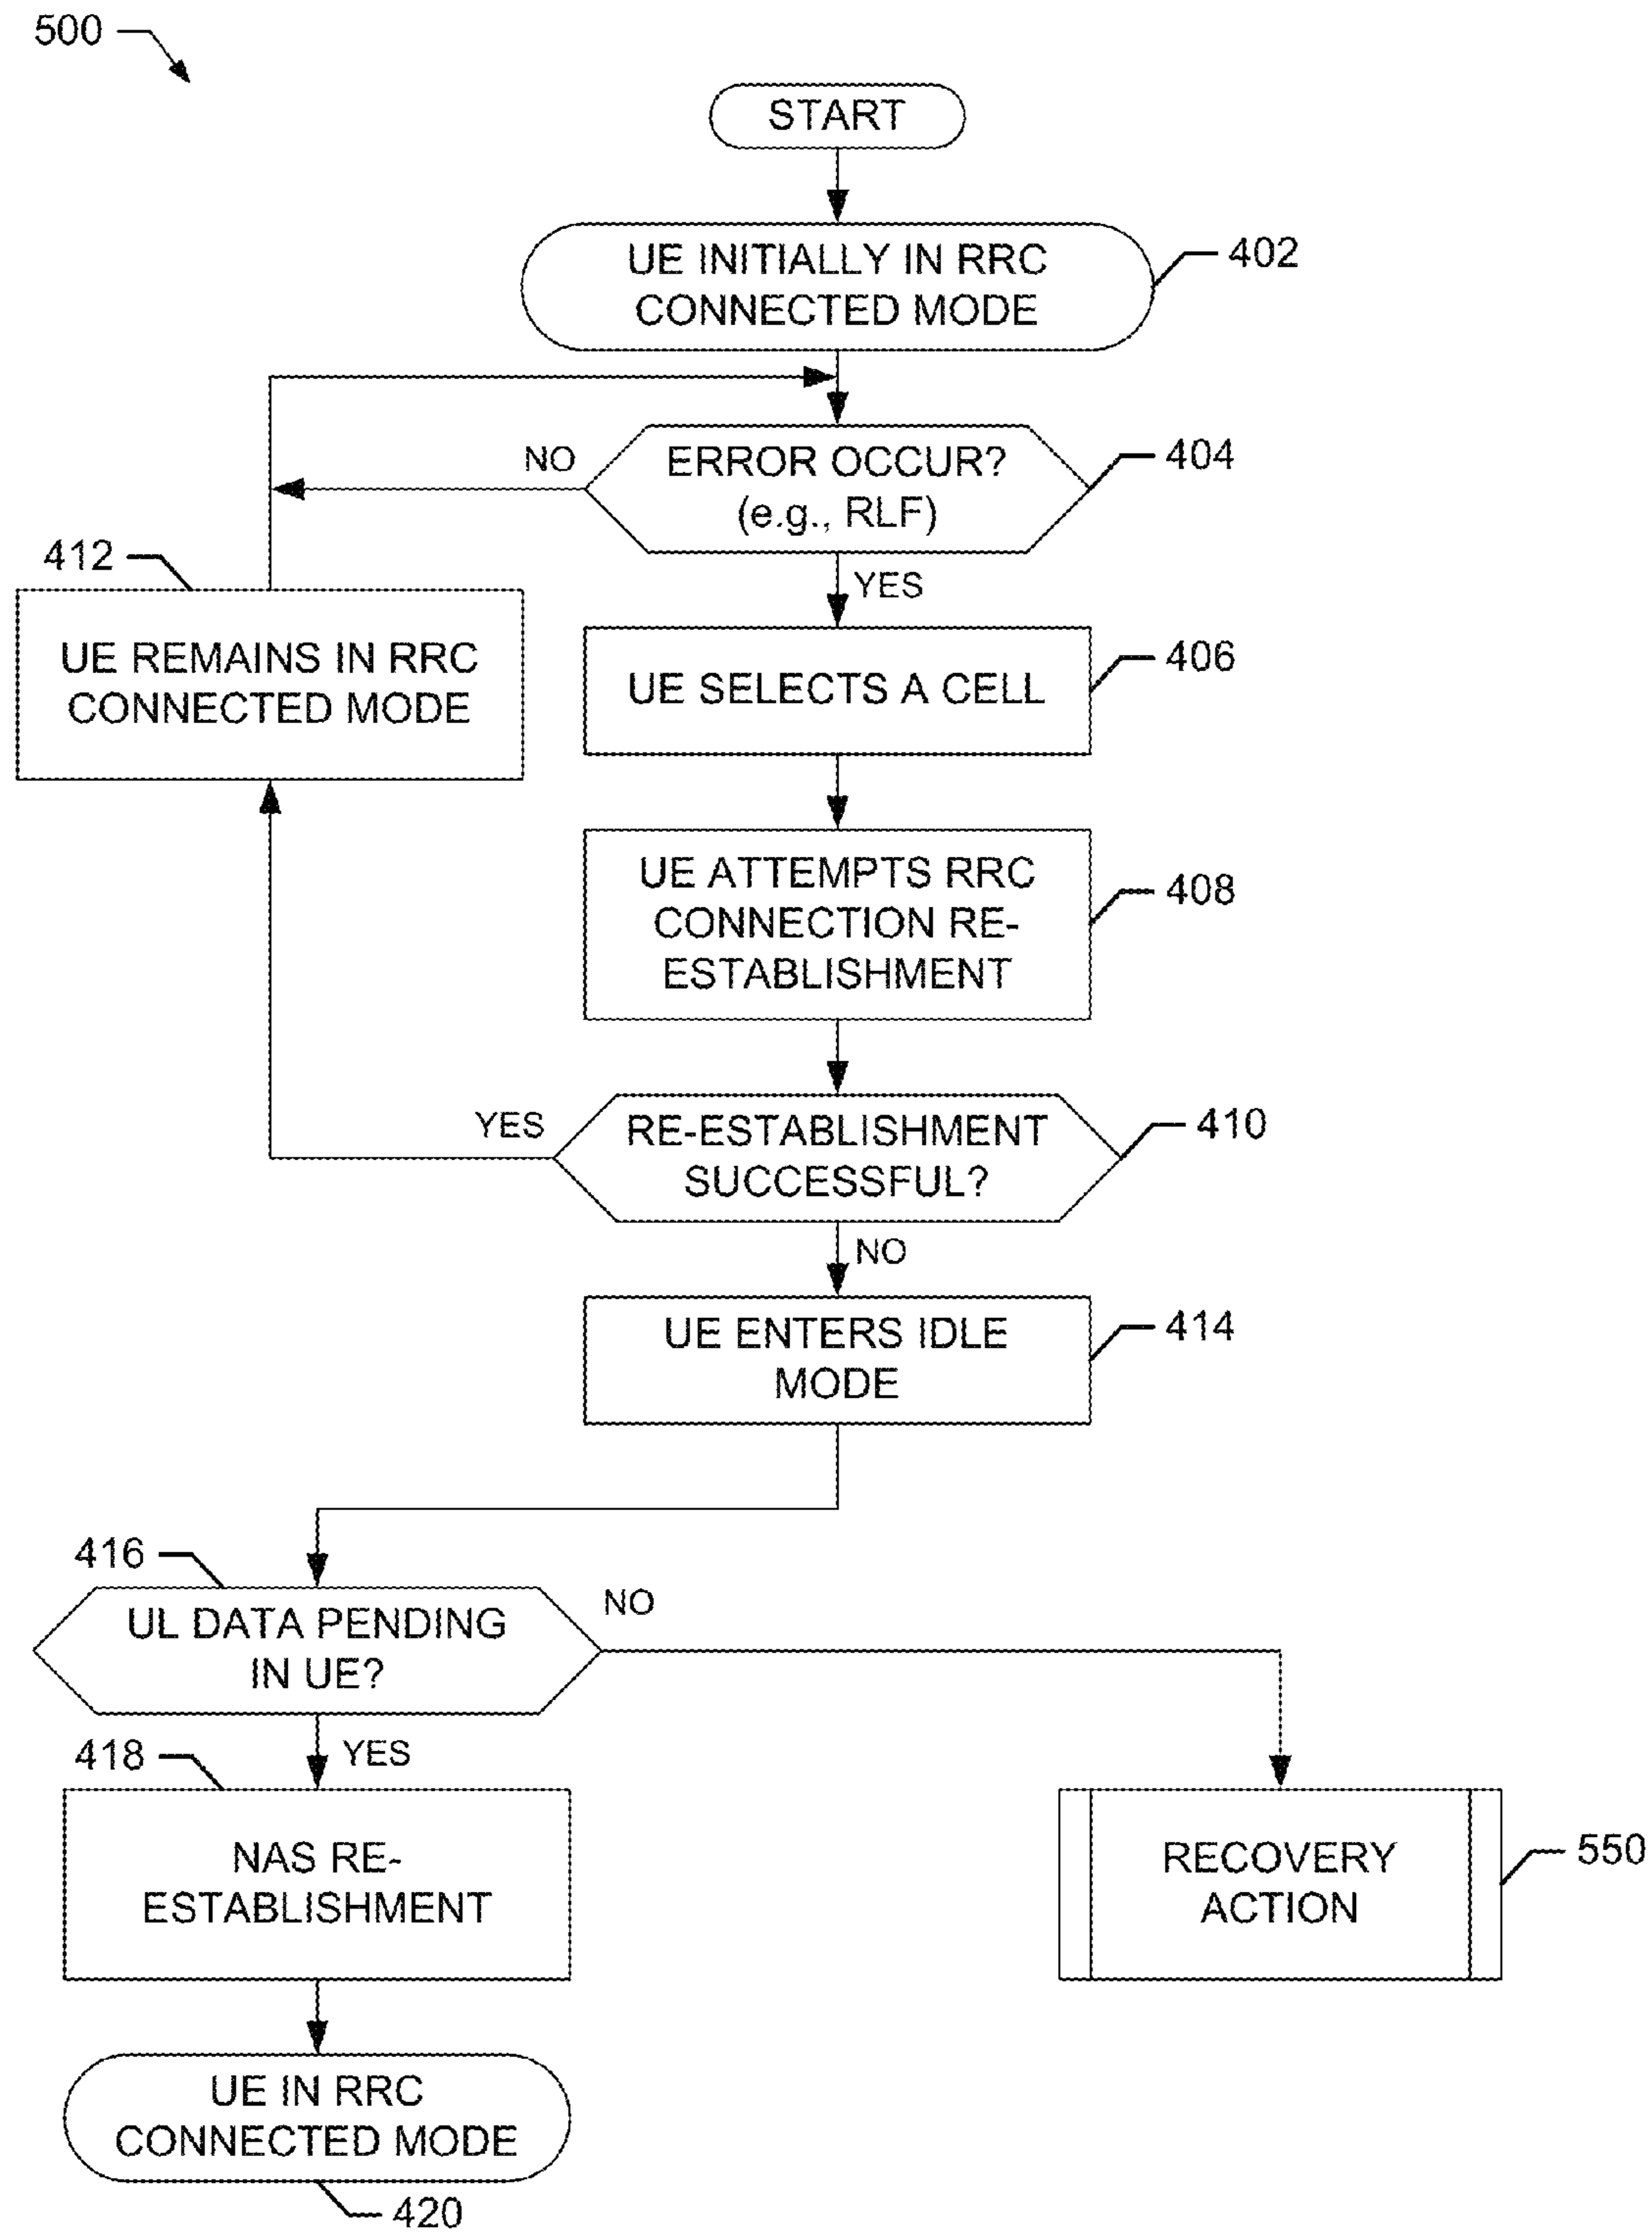 500
START
UE INITIALLY IN RRC
CONNECTED MODE
402
ERROR OCCUR?
(e.g., RLF)
404
NO
YES
412
UE REMAINS IN RRC
CONNECTED MODE
UE SELECTS A CELL
406
UE ATTEMPTS RRC
CONNECTION RE-
ESTABLISHMENT
408
YES
RE-ESTABLISHMENT
SUCCESSFUL?
410
NO
UE ENTERS IDLE
MODE
414
416
UL DATA PENDING
IN UE?
NO
YES
418
NAS RE-
ESTABLISHMENT
RECOVERY
ACTION
550
UE IN RRC
CONNECTED MODE
420